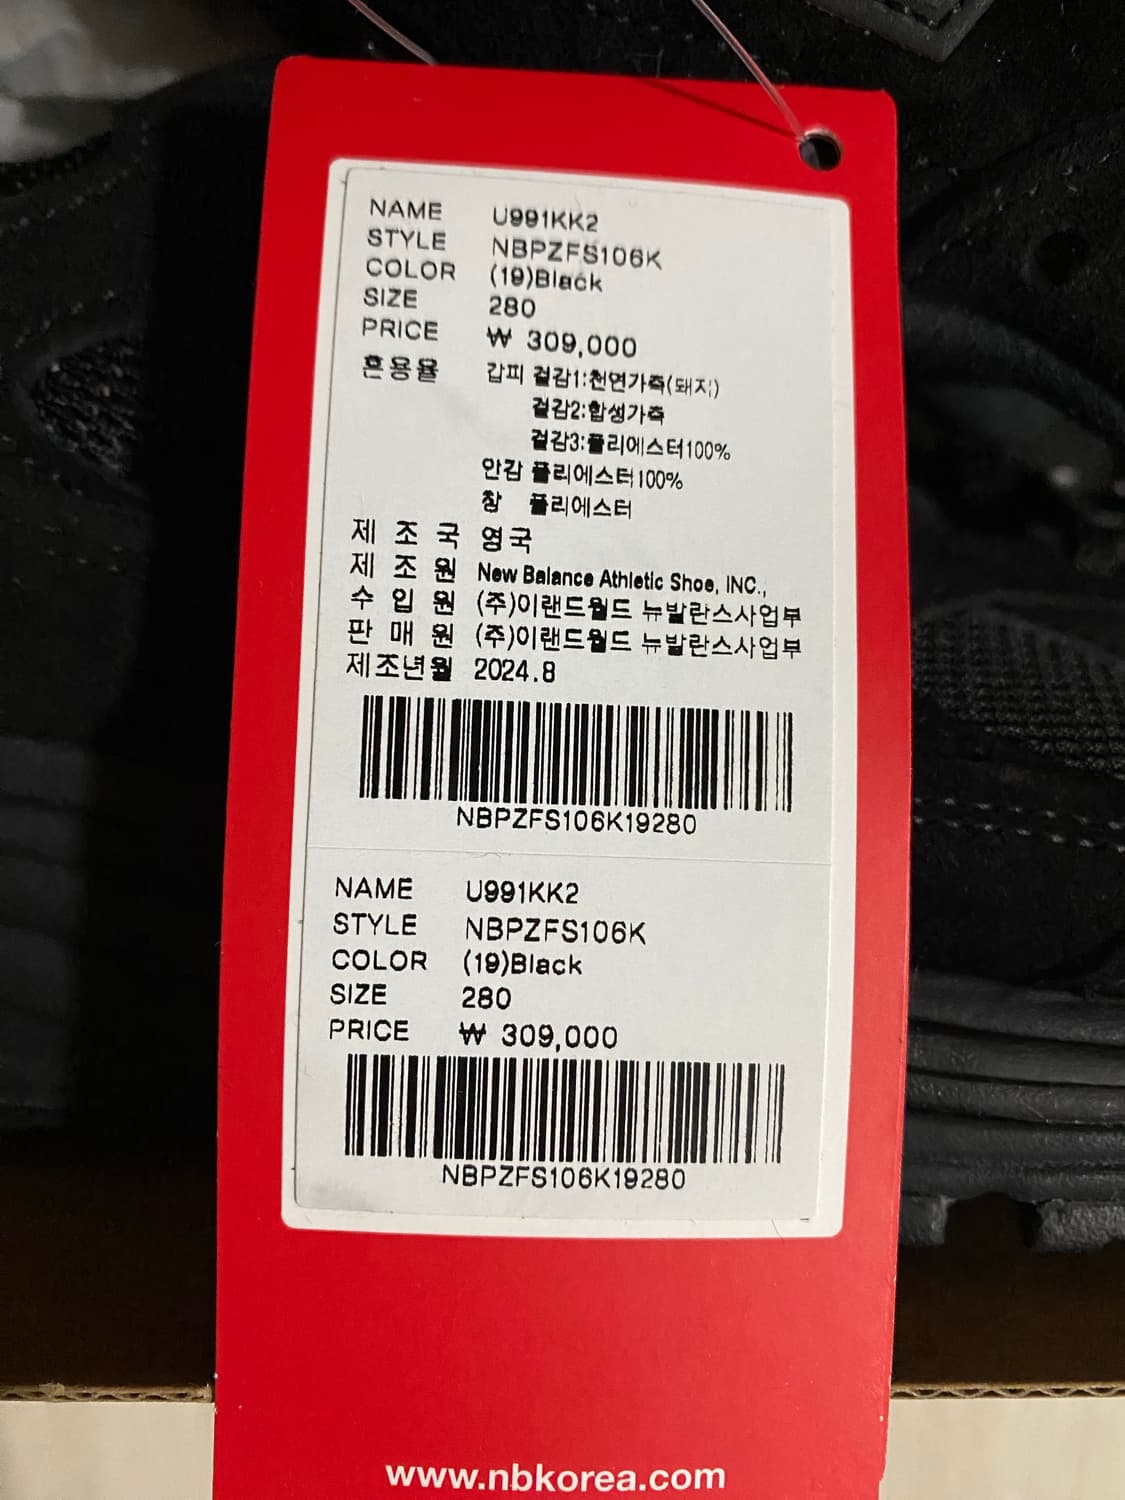 NAME U991KK2
STYLE NBPZFS106K
COLOR (19)Black
SIZE 280
PRICE ₩ 309,000
혼용율 갑피 겉감1:천연가죽(돼지)
겉감2:합성가죽
겉감3:폴리에스터100%
안감 폴리에스터100%
창 폴리에스터
제 조 국 영국
제 조 원 New Balance Athletic Shoe, INC.,
수 입 원 (주)이랜드월드 뉴발란스사업부
판 매 원 (주)이랜드월드 뉴발란스사업부
제조년월 2024.8
NBPZFS106K19280
NAME U991KK2
STYLE NBPZFS106K
COLOR (19)Black
SIZE 280
PRICE ₩ 309,000
NBPZFS106K19280
www.nbkorea.com